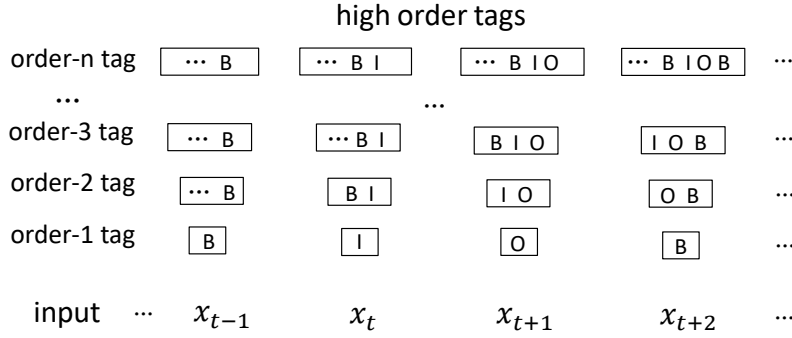 high order tags
order-n tag ··· B ··· B I ··· B I O ··· B I O B ···
··· ···
order-3 tag ··· B ··· B I B I O I O B ···
order-2 tag ··· B B I I O O B ···
order-1 tag B I O B ···
input ··· x_{t−1} x_t x_{t+1} x_{t+2} ···